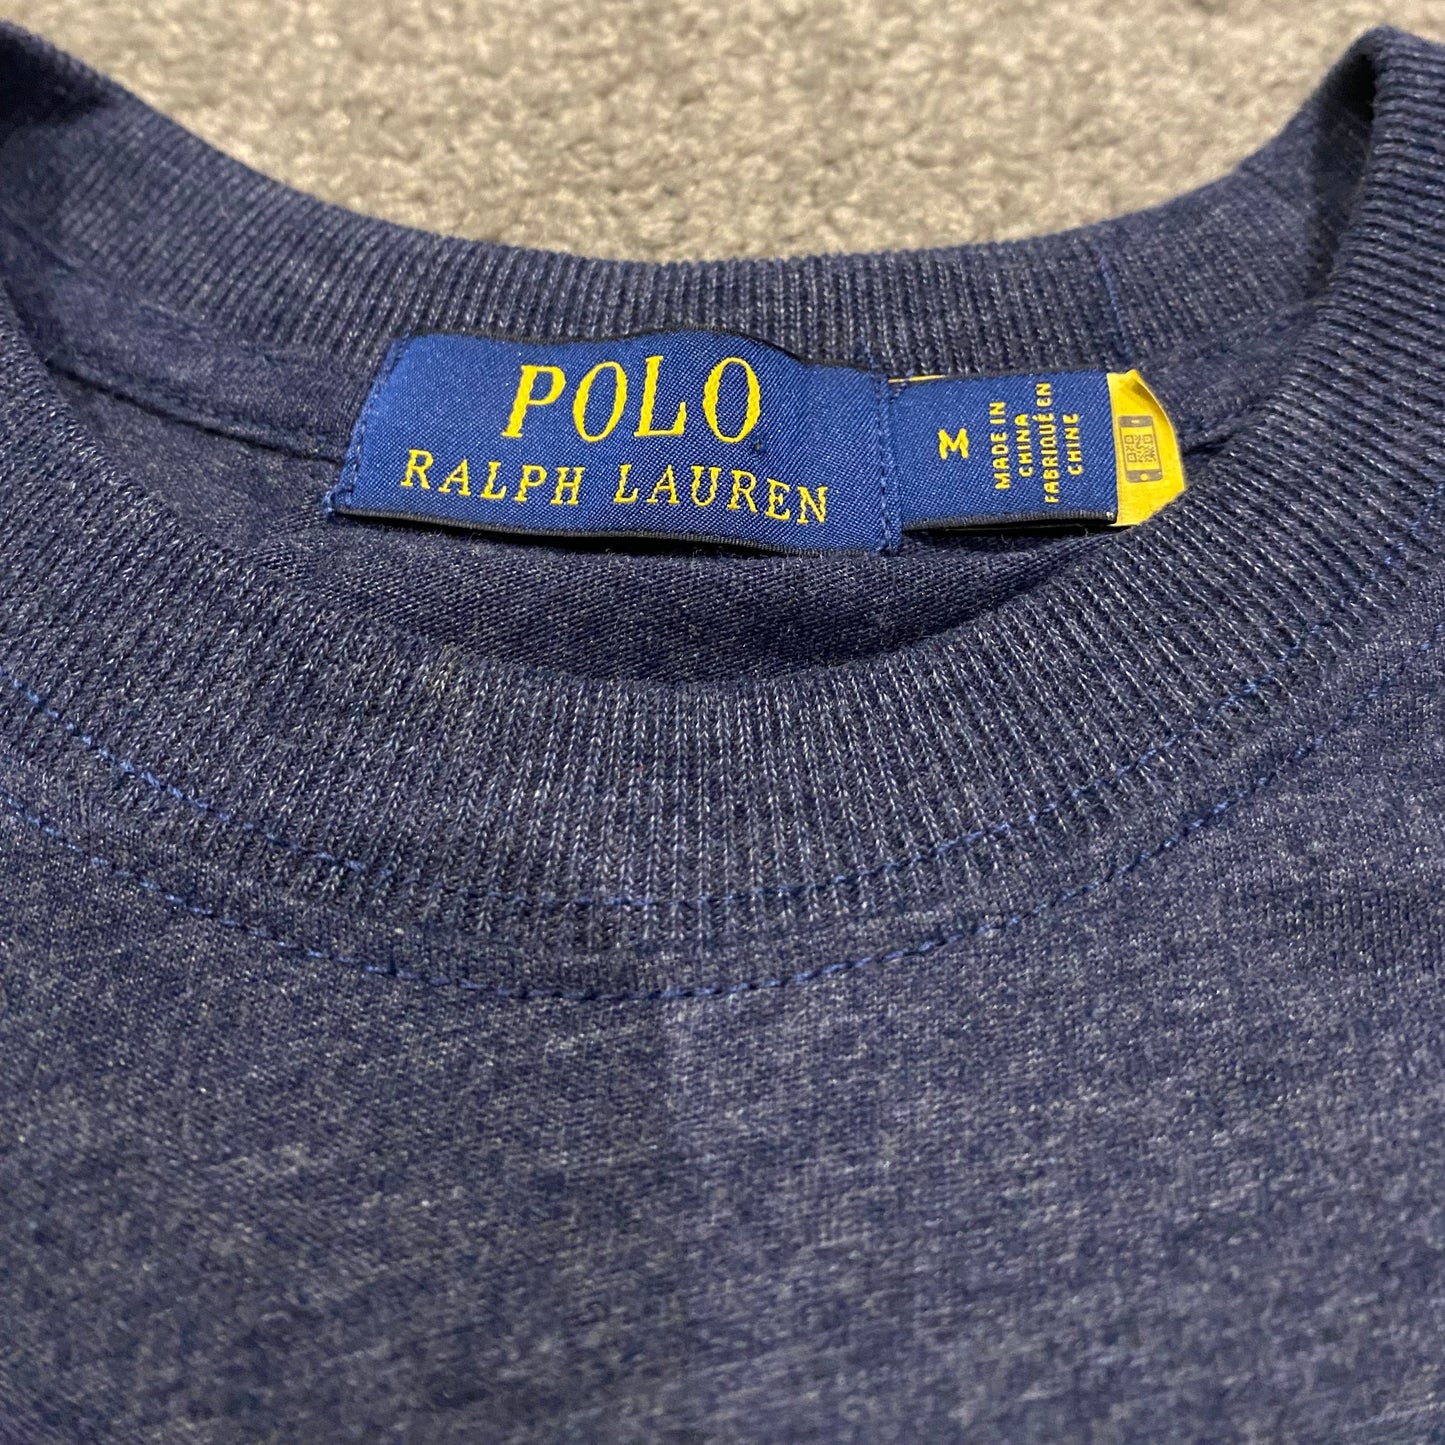 POLO
RALPH LAUREN
M
MADE IN
CHINA
FABRIQUÉ EN
CHINE